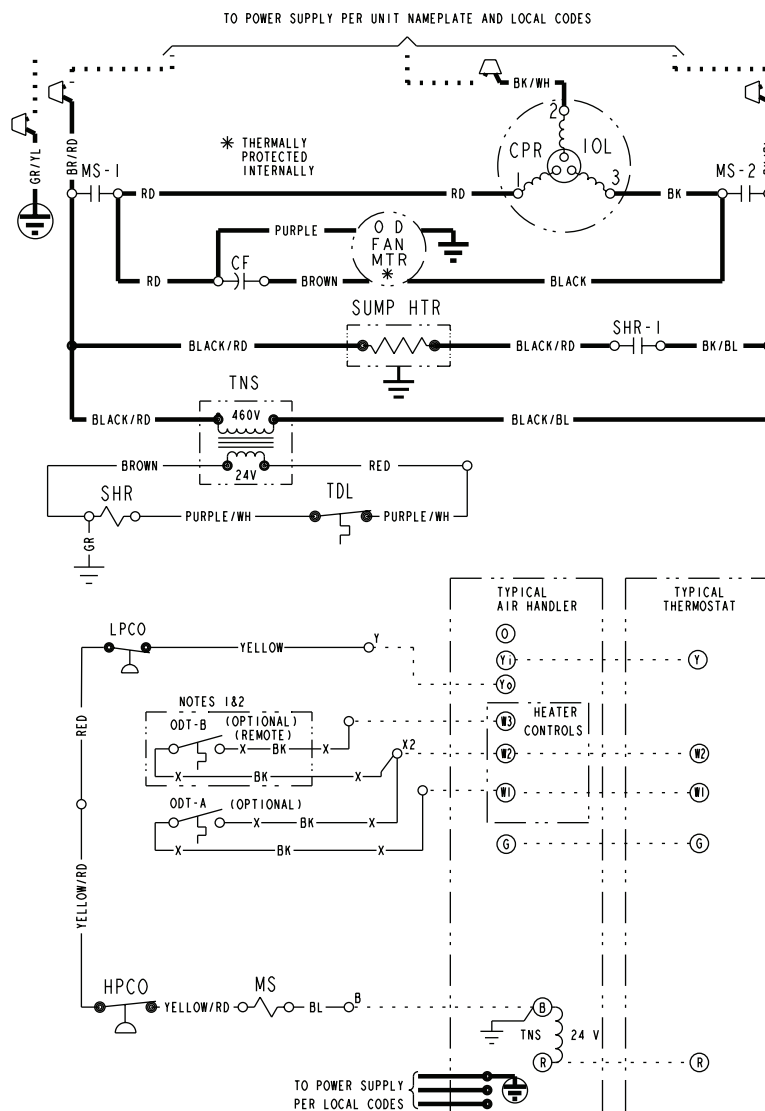 TO POWER SUPPLY PER UNIT NAMEPLATE AND LOCAL CODES
BK/WH
2
✳ THERMALLY
PROTECTED
INTERNALLY
CPR
IOL
GR/YL
BR/RD
MS-1
RD
RD
1
3
BK
MS-2
PURPLE
O D
FAN
MTR
✳
RD
CF
BROWN
BLACK
SUMP HTR
SHR-1
BLACK/RD
BLACK/RD
BK/BL
TNS
460V
BLACK/RD
BLACK/BL
BROWN
24V
RED
SHR
TDL
PURPLE/WH
PURPLE/WH
GR
TYPICAL
AIR HANDLER
TYPICAL
THERMOSTAT
LPCO
O
YELLOW
Y
Yi
Y
Yo
RED
NOTES 1&2
ODT-B
(OPTIONAL)
(REMOTE)
X
BK
X
W3
HEATER
CONTROLS
X2
W2
W2
X
BK
X
ODT-A
(OPTIONAL)
W1
W1
X
BK
X
X
BK
X
G
G
YELLOW/RD
HPCO
YELLOW/RD
MS
BL
B
B
TNS
24 V
R
R
TO POWER SUPPLY
PER LOCAL CODES